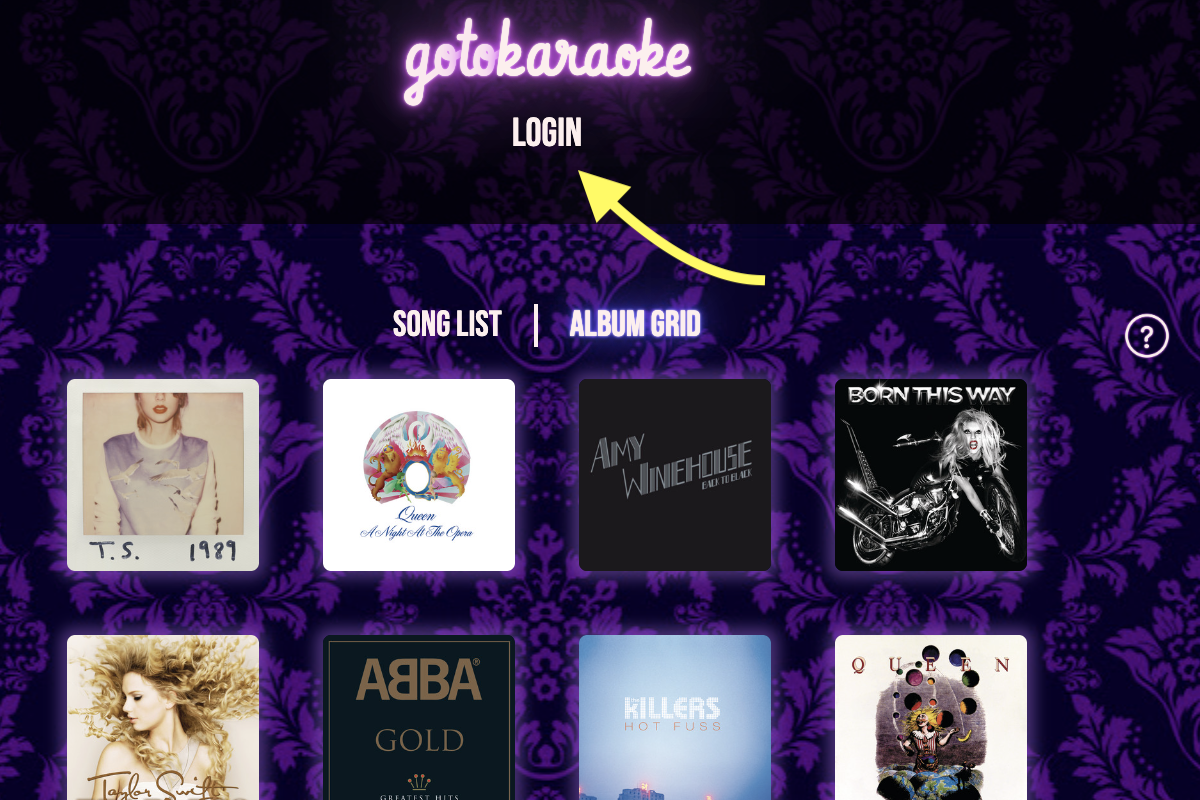 gotokaraoke
LOGIN
SONG LIST | ALBUM GRID
?
T.S. 1989
Queen
A Night At The Opera
AMY
WINEHOUSE
BACK TO BLACK
BORN THIS WAY
Taylor Swift
ABBA®
GOLD
GREATEST HITS
THE KILLERS
HOT FUSS
QUEEN